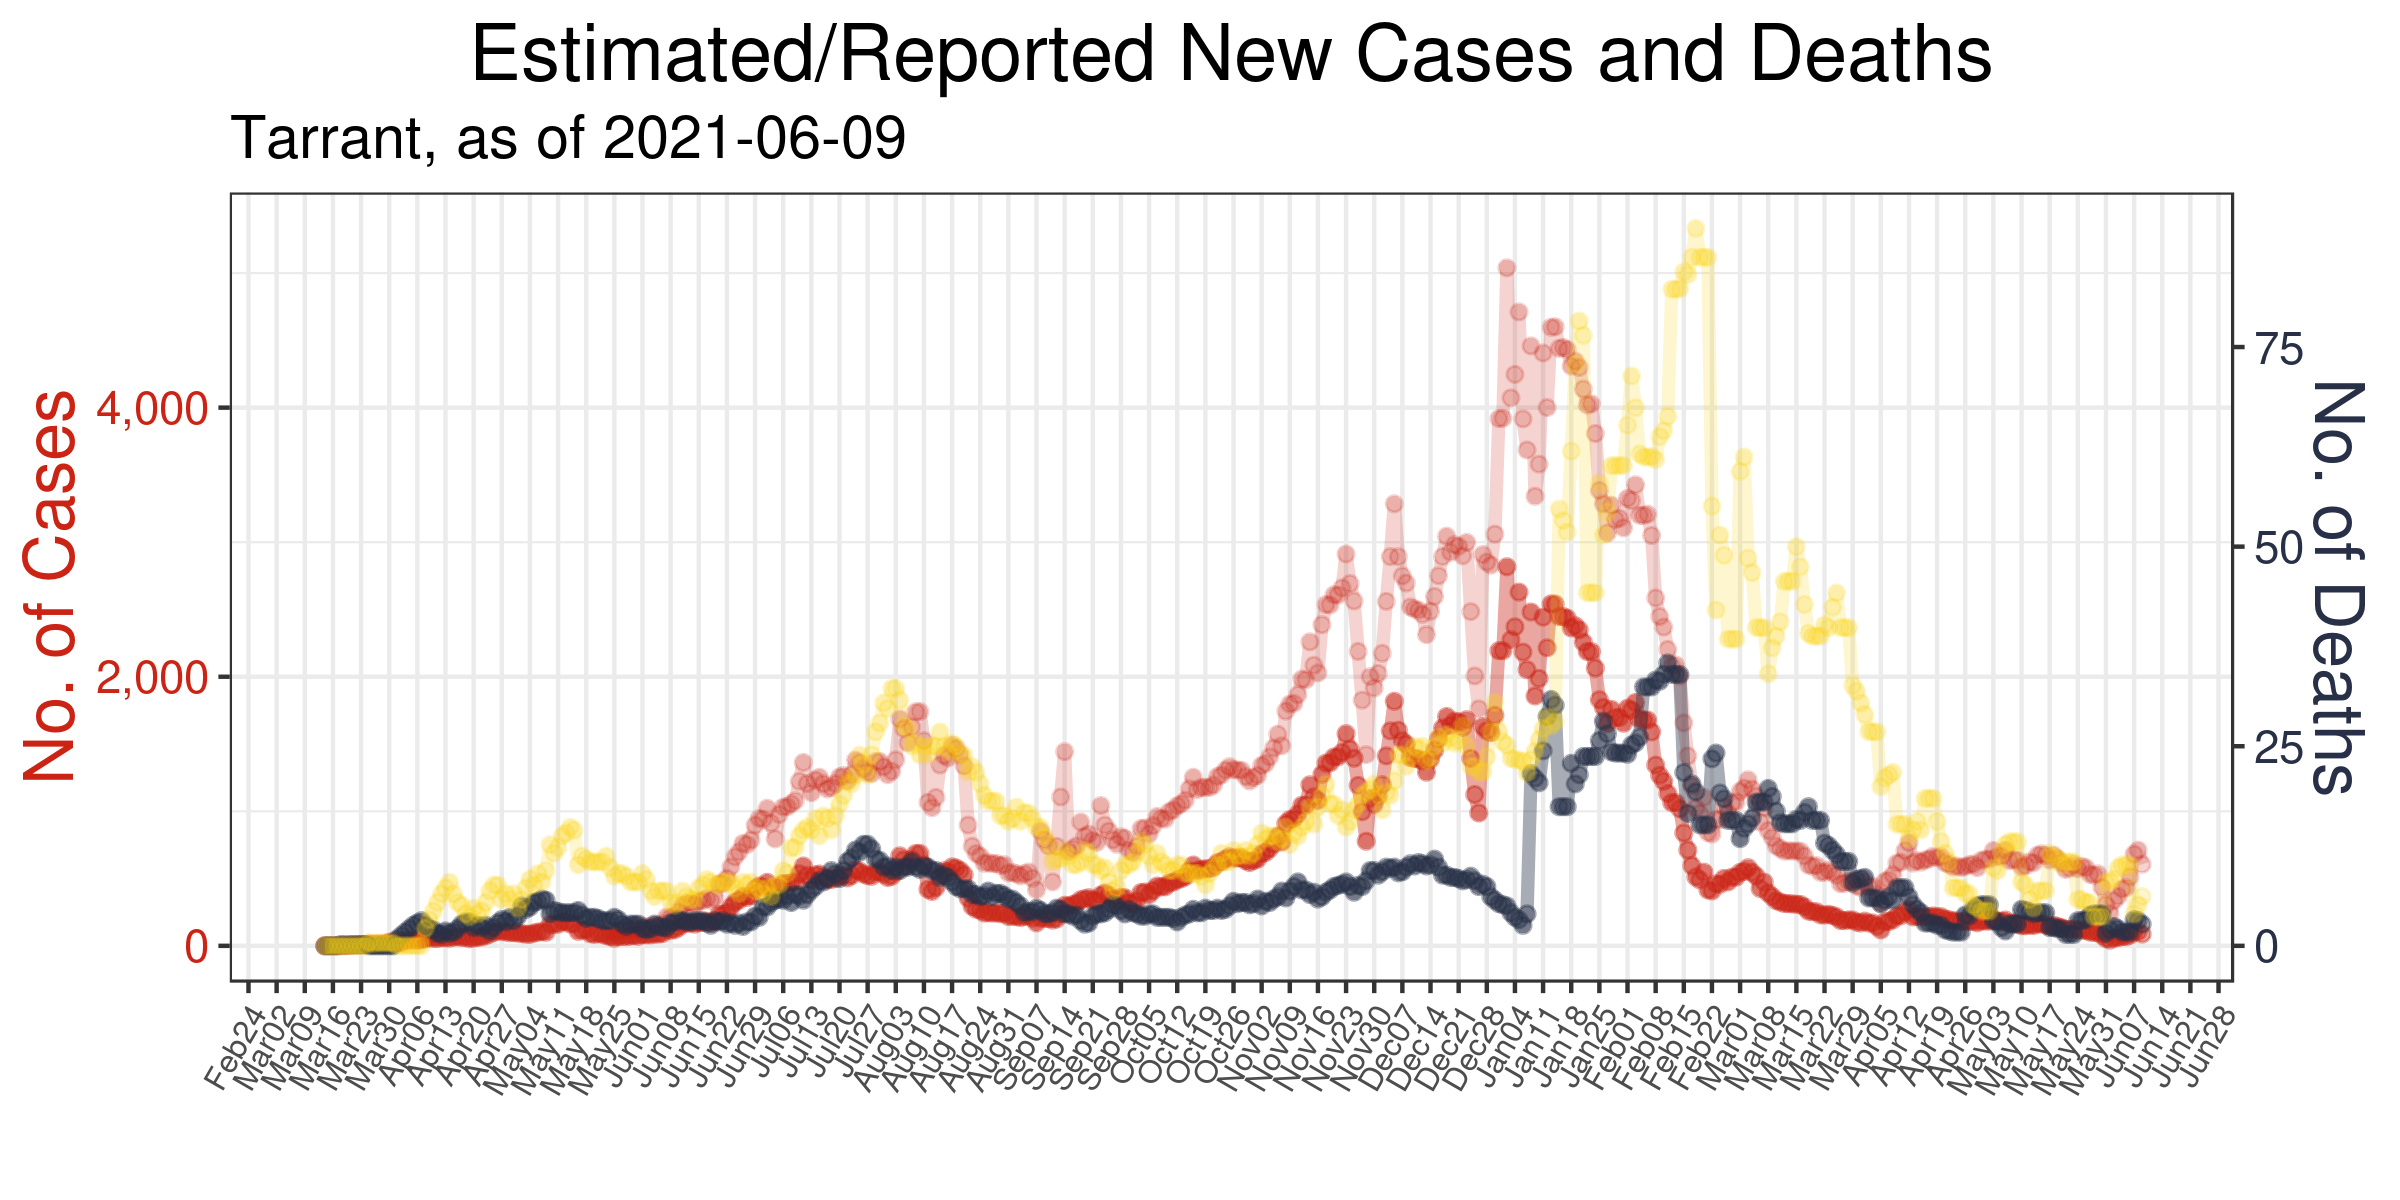 Estimated/Reported New Cases and Deaths
Tarrant, as of 2021-06-09
No. of Cases
4,000
2,000
0
75
50
25
0
No. of Deaths
Feb24
Mar02
Mar09
Mar16
Mar23
Mar30
Apr06
Apr13
Apr20
Apr27
May04
May11
May18
May25
Jun01
Jun08
Jun15
Jun22
Jun29
Jul06
Jul13
Jul20
Jul27
Aug03
Aug10
Aug17
Aug24
Aug31
Sep07
Sep14
Sep21
Sep28
Oct05
Oct12
Oct19
Oct26
Nov02
Nov09
Nov16
Nov23
Nov30
Dec07
Dec14
Dec21
Dec28
Jan04
Jan11
Jan18
Jan25
Feb01
Feb08
Feb15
Feb22
Mar01
Mar08
Mar15
Mar22
Mar29
Apr05
Apr12
Apr19
Apr26
May03
May10
May17
May24
May31
Jun07
Jun14
Jun21
Jun28